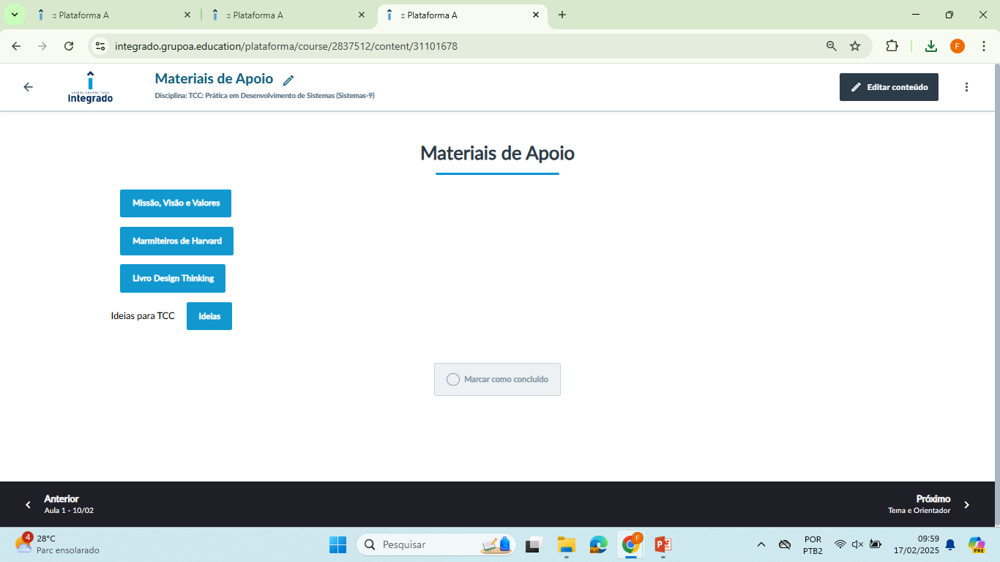 :: Plataforma A
:: Plataforma A
:: Plataforma A
integrado.grupoa.education/plataforma/course/2837512/content/31101678
F
CENTRO UNIVERSITÁRIO
Integrado
Materiais de Apoio
Disciplina: TCC: Prática em Desenvolvimento de Sistemas (Sistemas-9)
Editar conteúdo
Materiais de Apoio
Missão, Visão e Valores
Marmiteiros de Harvard
Livro Design Thinking
Ideias para TCC Ideias
Marcar como concluído
Anterior
Aula 1 - 10/02
Próximo
Tema e Orientador
4
28°C
Parc ensolarado
Pesquisar
F
P
POR
PTB2
09:59
17/02/2025
PRE